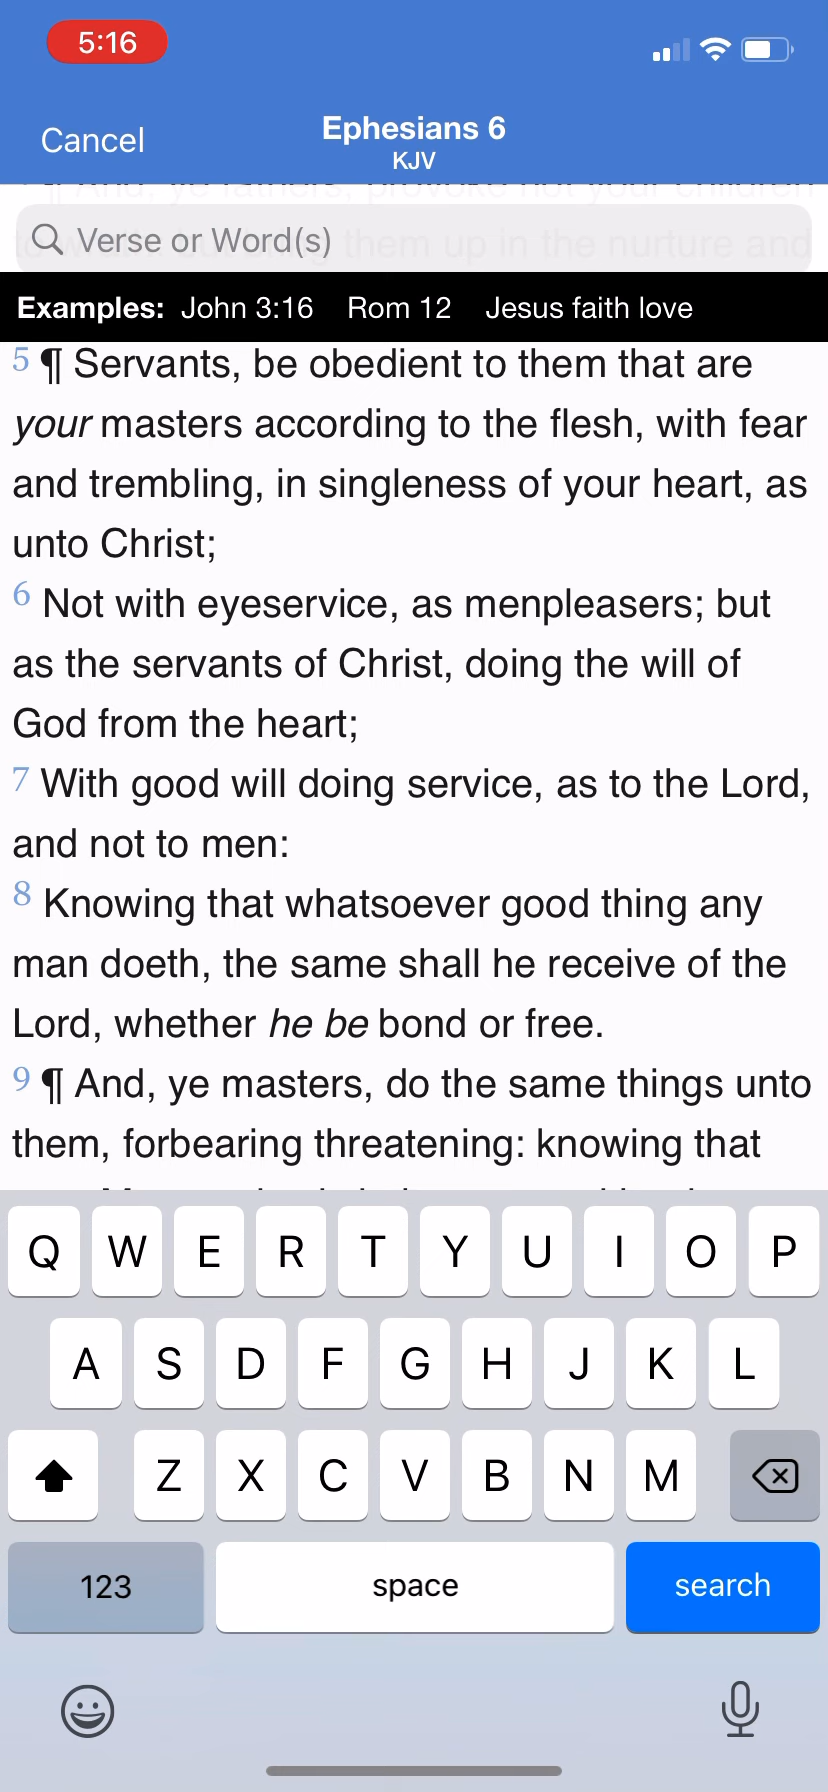 5:16
Cancel
Ephesians 6
KJV
Verse or Word(s)
them up in the nurture and
Examples: John 3:16 Rom 12 Jesus faith love
5 ¶ Servants, be obedient to them that are
your masters according to the flesh, with fear
and trembling, in singleness of your heart, as
unto Christ;
6 Not with eyeservice, as menpleasers; but
as the servants of Christ, doing the will of
God from the heart;
7 With good will doing service, as to the Lord,
and not to men:
8 Knowing that whatsoever good thing any
man doeth, the same shall he receive of the
Lord, whether he be bond or free.
9 ¶ And, ye masters, do the same things unto
them, forbearing threatening: knowing that
Q W E R T Y U I O P
A S D F G H J K L
Z X C V B N M
123 space search